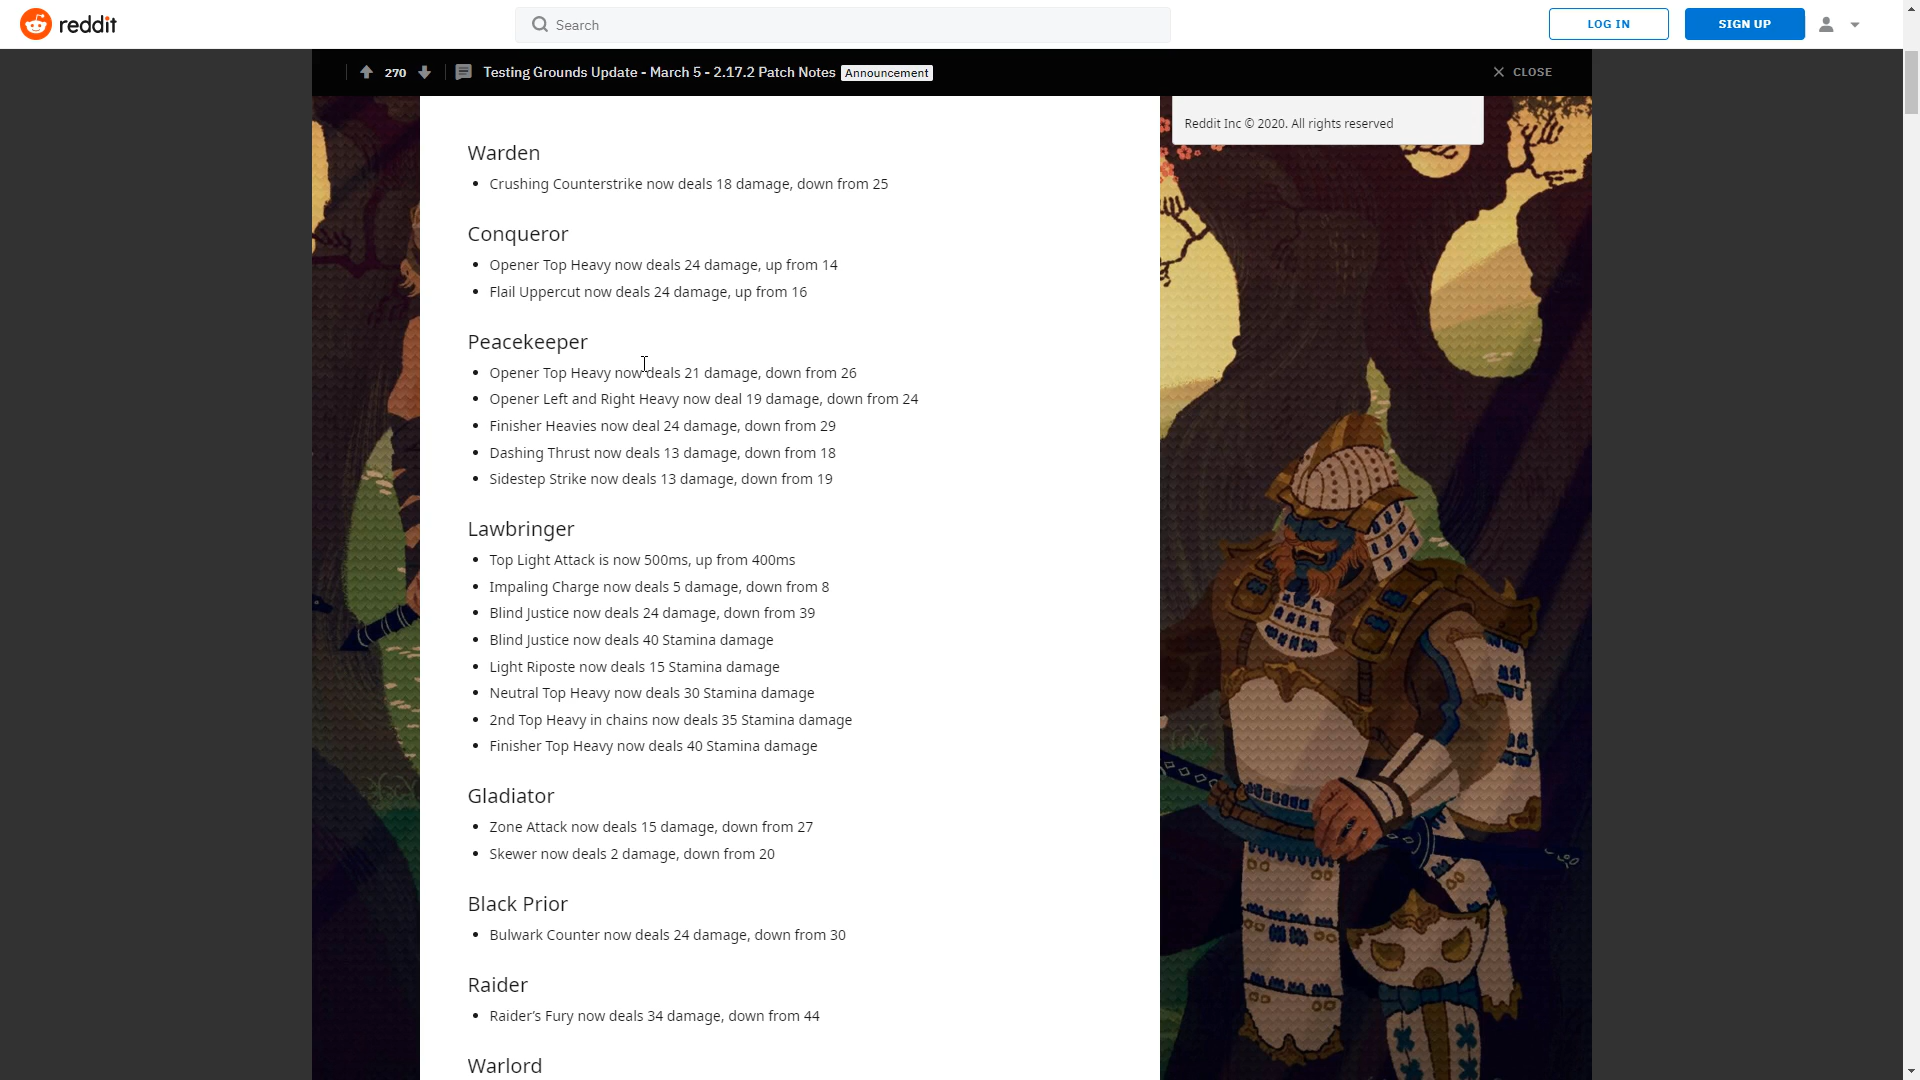 reddit
Search
LOG IN
SIGN UP
270
Testing Grounds Update - March 5 - 2.17.2 Patch Notes
Announcement
CLOSE
Reddit Inc © 2020. All rights reserved
Warden
• Crushing Counterstrike now deals 18 damage, down from 25
Conqueror
• Opener Top Heavy now deals 24 damage, up from 14
• Flail Uppercut now deals 24 damage, up from 16
Peacekeeper
• Opener Top Heavy now deals 21 damage, down from 26
• Opener Left and Right Heavy now deal 19 damage, down from 24
• Finisher Heavies now deal 24 damage, down from 29
• Dashing Thrust now deals 13 damage, down from 18
• Sidestep Strike now deals 13 damage, down from 19
Lawbringer
• Top Light Attack is now 500ms, up from 400ms
• Impaling Charge now deals 5 damage, down from 8
• Blind Justice now deals 24 damage, down from 39
• Blind Justice now deals 40 Stamina damage
• Light Riposte now deals 15 Stamina damage
• Neutral Top Heavy now deals 30 Stamina damage
• 2nd Top Heavy in chains now deals 35 Stamina damage
• Finisher Top Heavy now deals 40 Stamina damage
Gladiator
• Zone Attack now deals 15 damage, down from 27
• Skewer now deals 2 damage, down from 20
Black Prior
• Bulwark Counter now deals 24 damage, down from 30
Raider
• Raider’s Fury now deals 34 damage, down from 44
Warlord